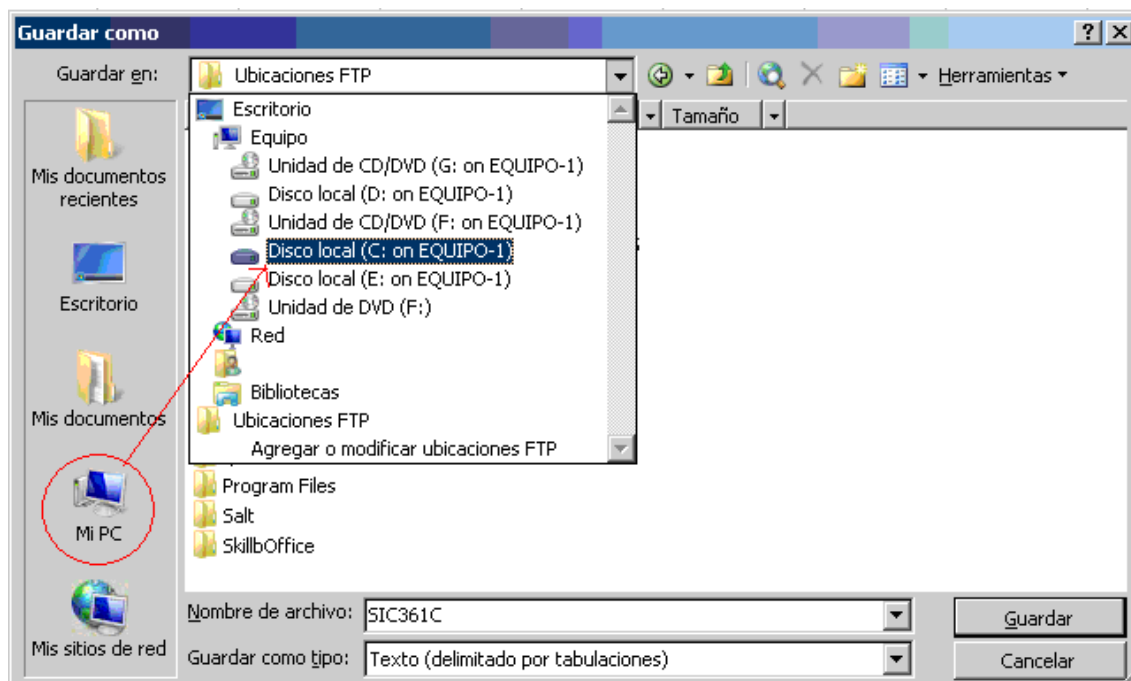 Guardar como
Guardar en:
Ubicaciones FTP
Herramientas
Escritorio
Tamaño
Equipo
Unidad de CD/DVD (G: on EQUIPO-1)
Disco local (D: on EQUIPO-1)
Unidad de CD/DVD (F: on EQUIPO-1)
Disco local (C: on EQUIPO-1)
Disco local (E: on EQUIPO-1)
Unidad de DVD (F:)
Red
Bibliotecas
Ubicaciones FTP
Agregar o modificar ubicaciones FTP
Mis documentos
recientes
Escritorio
Mis documentos
Mi PC
Mis sitios de red
Program Files
Salt
SkillbOffice
Nombre de archivo:
SIC361C
Guardar
Guardar como tipo:
Texto (delimitado por tabulaciones)
Cancelar